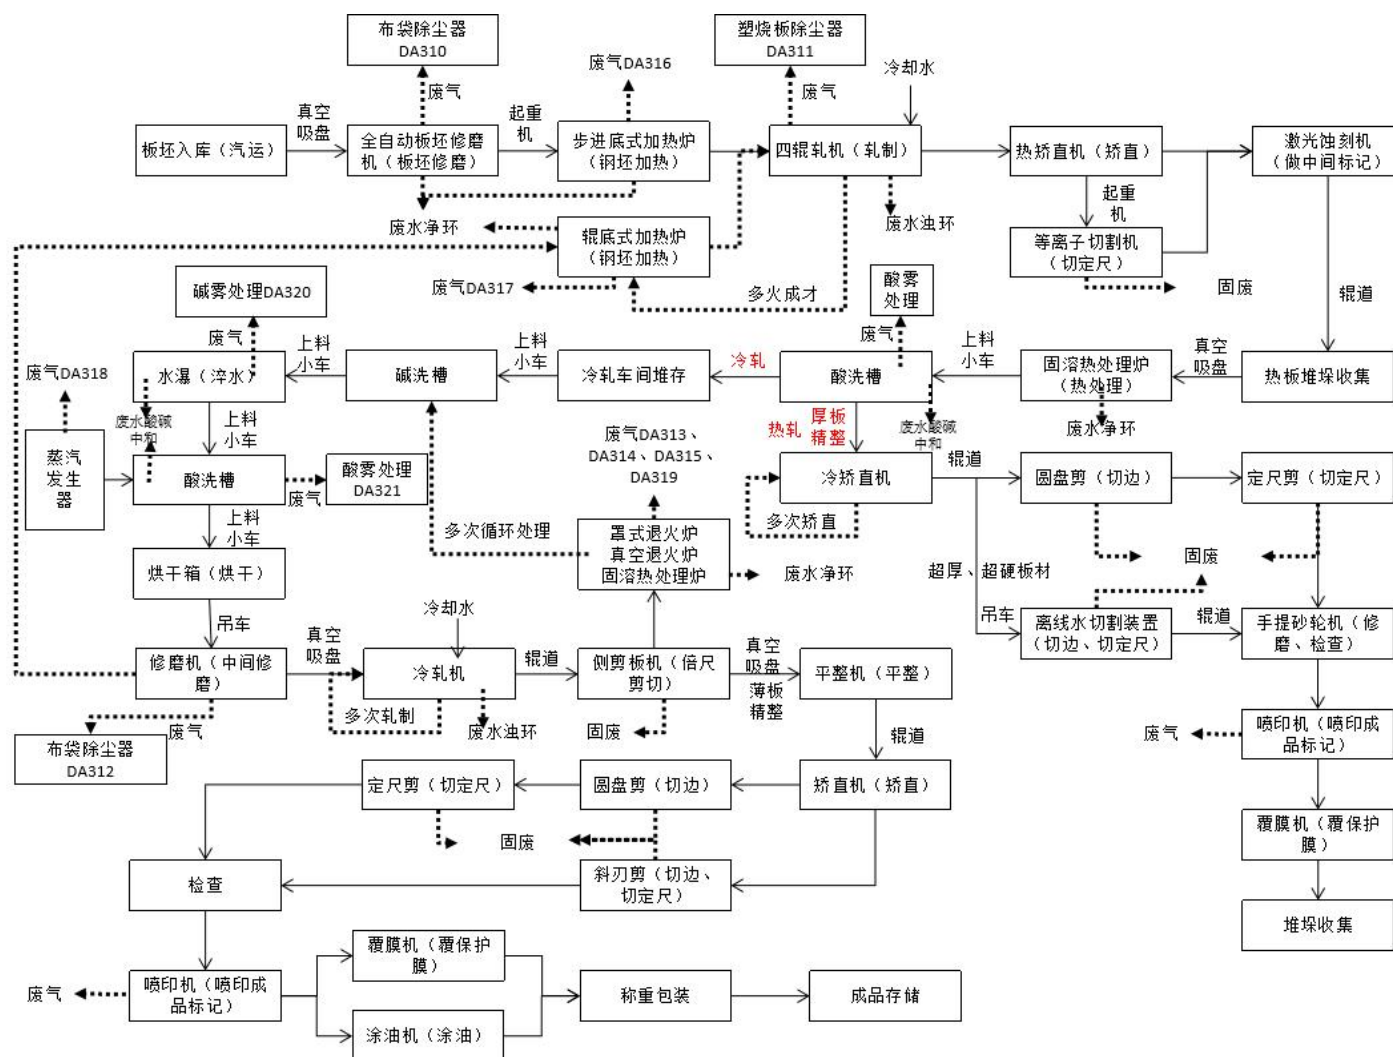 布袋除尘器
DA310
塑烧板除尘器
DA311
废气DA316
冷却水
废气
废气
真空
吸盘
起重
机
板坯入库（汽运）
全自动板坯修磨
机（板坯修磨）
步进底式加热炉
（钢坯加热）
四辊轧机（轧制）
热矫直机（矫直）
激光蚀刻机
（做中间标记）
起重
机
废水净环
辊底式加热炉
（钢坯加热）
废水浊环
等离子切割机
（切定尺）
废气DA317
多火成才
固废
辊道
碱雾处理DA320
酸雾
处理
废气
废气
上料
小车
上料
小车
上料
小车
真空
吸盘
废气DA318
水瀑（淬水）
碱洗槽
冷轧车间堆存
冷轧
酸洗槽
固溶热处理炉
（热处理）
热板堆垛收集
废水酸碱
中和
上料
小车
热轧
厚板
精整
废水酸碱
中和
废水净环
废气DA313、
DA314、DA315、
DA319
蒸汽
发生
器
酸洗槽
废气
酸雾处理
DA321
冷矫直机
辊道
圆盘剪（切边）
定尺剪（切定尺）
上料
小车
多次循环处理
多次矫直
罩式退火炉
真空退火炉
固溶热处理炉
废水净环
固废
烘干箱（烘干）
超厚、超硬板材
吊车
冷却水
吊车
离线水切割装置
（切边、切定尺）
辊道
手提砂轮机（修
磨、检查）
修磨机（中间修
磨）
真空
吸盘
冷轧机
辊道
侧剪板机（倍尺
剪切）
真空
吸盘
薄板
精整
平整机（平整）
多次轧制
废水浊环
固废
废气
布袋除尘器
DA312
辊道
废气
喷印机（喷印成
品标记）
定尺剪（切定尺）
圆盘剪（切边）
矫直机（矫直）
固废
覆膜机（覆保护
膜）
检查
斜刃剪（切边、
切定尺）
堆垛收集
覆膜机（覆保护
膜）
废气
喷印机（喷印成
品标记）
称重包装
成品存储
涂油机（涂油）